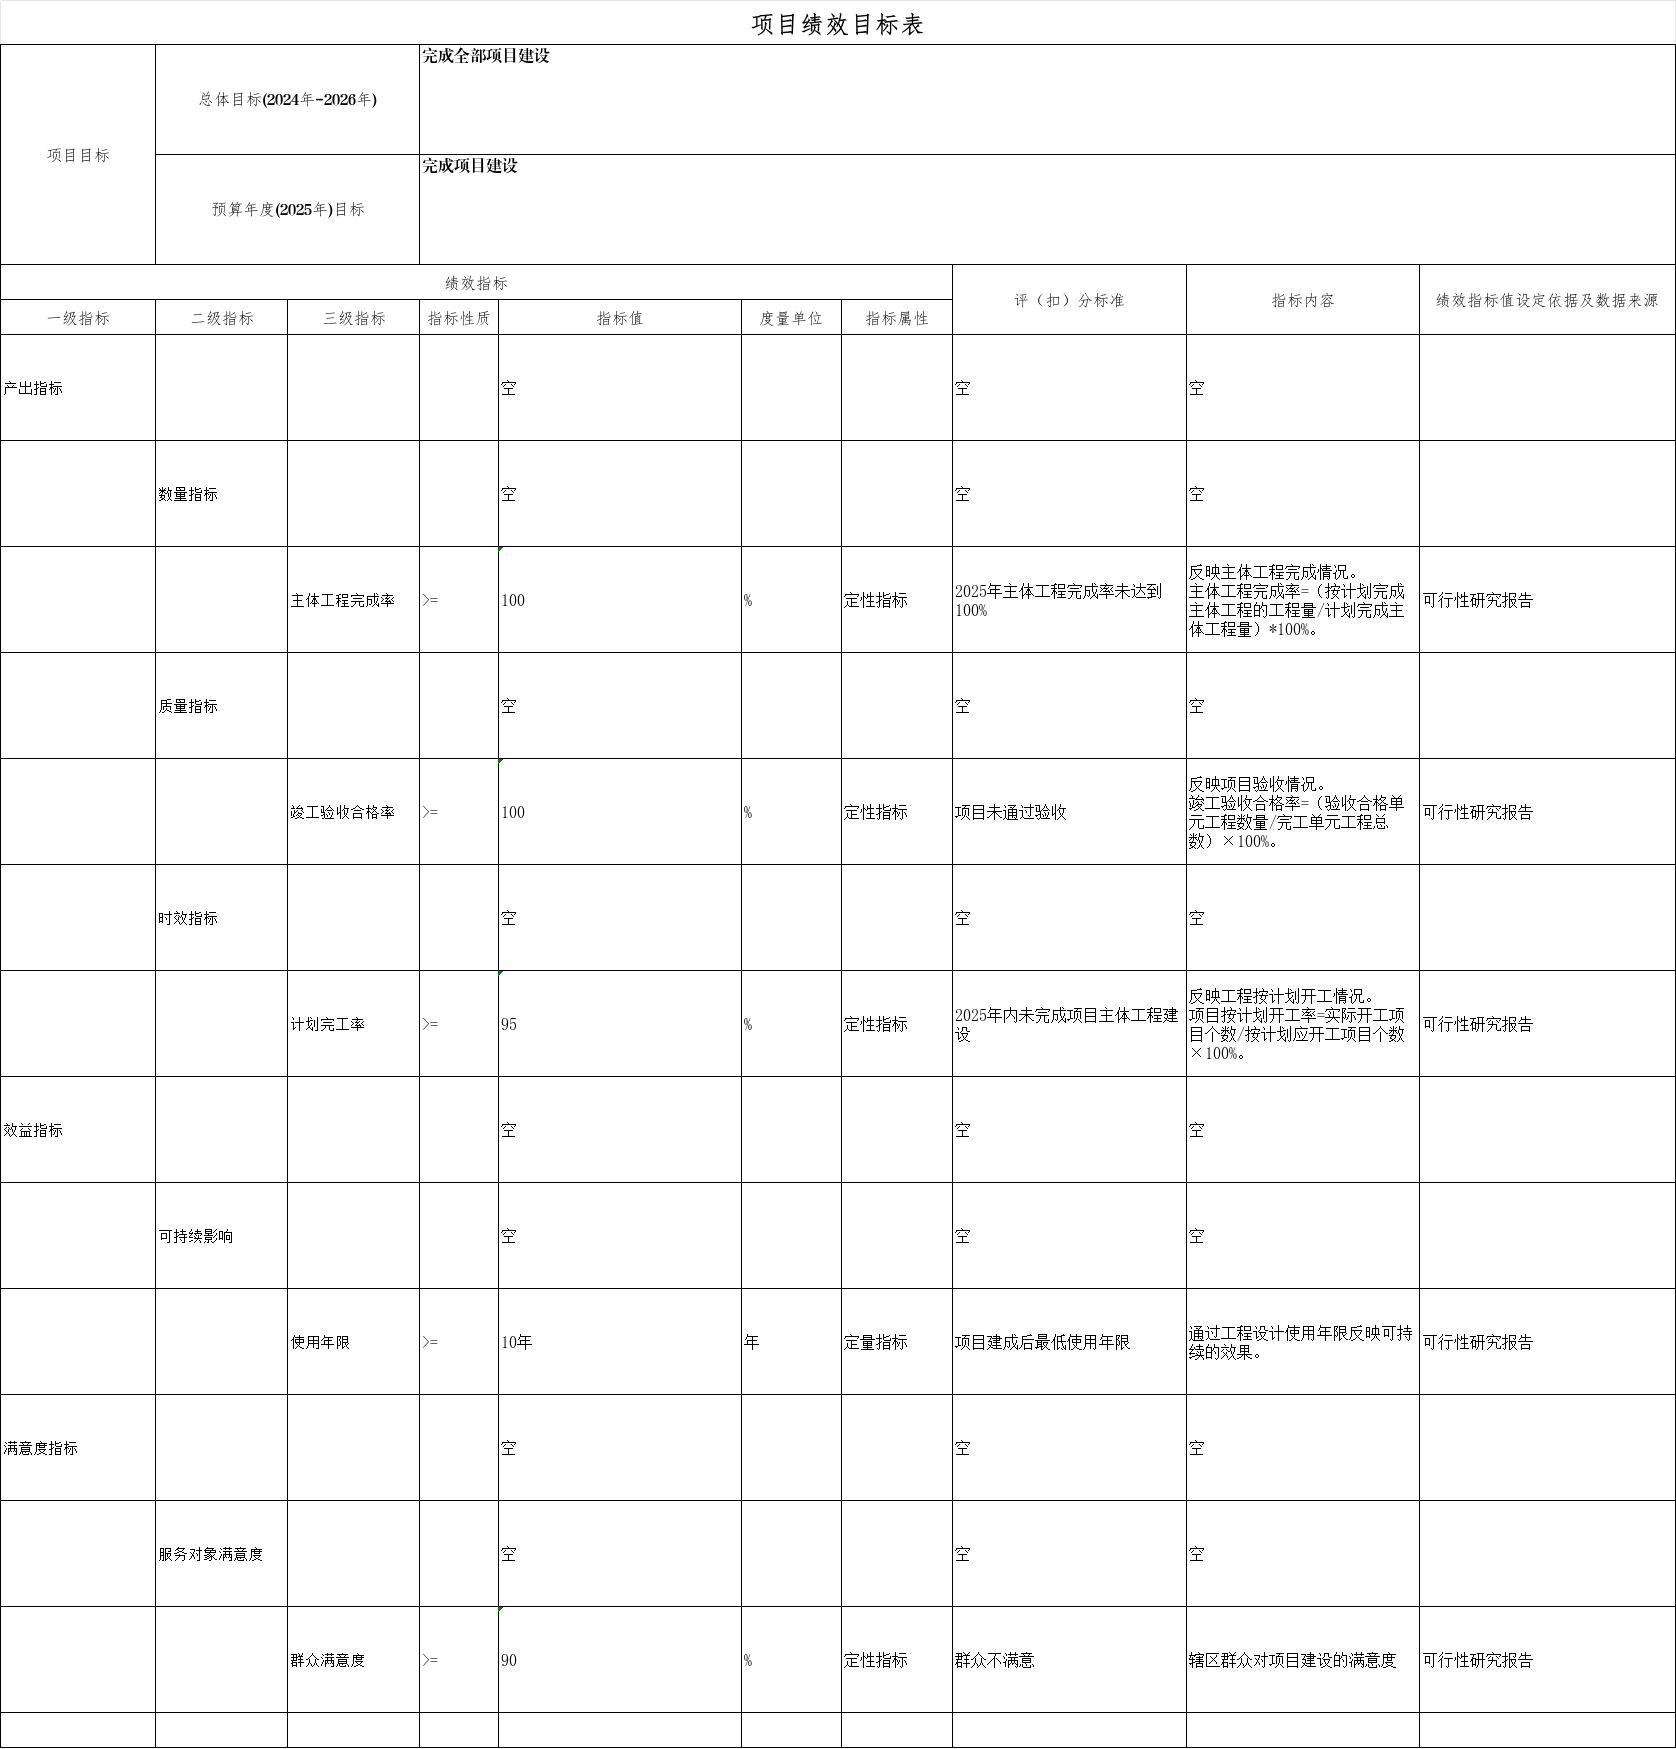 项目绩效目标表
项目目标
总体目标(2024年-2026年)
完成全部项目建设
预算年度(2025年)目标
完成项目建设
绩效指标
评（扣）分标准
指标内容
绩效指标值设定依据及数据来源
一级指标 二级指标 三级指标 指标性质 指标值 度量单位 指标属性
产出指标 空 空 空
数量指标 空 空 空
主体工程完成率 >= 100 % 定性指标
2025年主体工程完成率未达到
100%
反映主体工程完成情况。
主体工程完成率=（按计划完成
主体工程的工程量/计划完成主
体工程量）*100%。
可行性研究报告
质量指标 空 空 空
竣工验收合格率 >= 100 % 定性指标 项目未通过验收
反映项目验收情况。
竣工验收合格率=（验收合格单
元工程数量/完工单元工程总
数）×100%。
可行性研究报告
时效指标 空 空 空
计划完工率 >= 95 % 定性指标
2025年内未完成项目主体工程建
设
反映工程按计划开工情况。
项目按计划开工率=实际开工项
目个数/按计划应开工项目个数
×100%。
可行性研究报告
效益指标 空 空 空
可持续影响 空 空 空
使用年限 >= 10年 年 定量指标 项目建成后最低使用年限
通过工程设计使用年限反映可持
续的效果。
可行性研究报告
满意度指标 空 空 空
服务对象满意度 空 空 空
群众满意度 >= 90 % 定性指标 群众不满意 辖区群众对项目建设的满意度 可行性研究报告